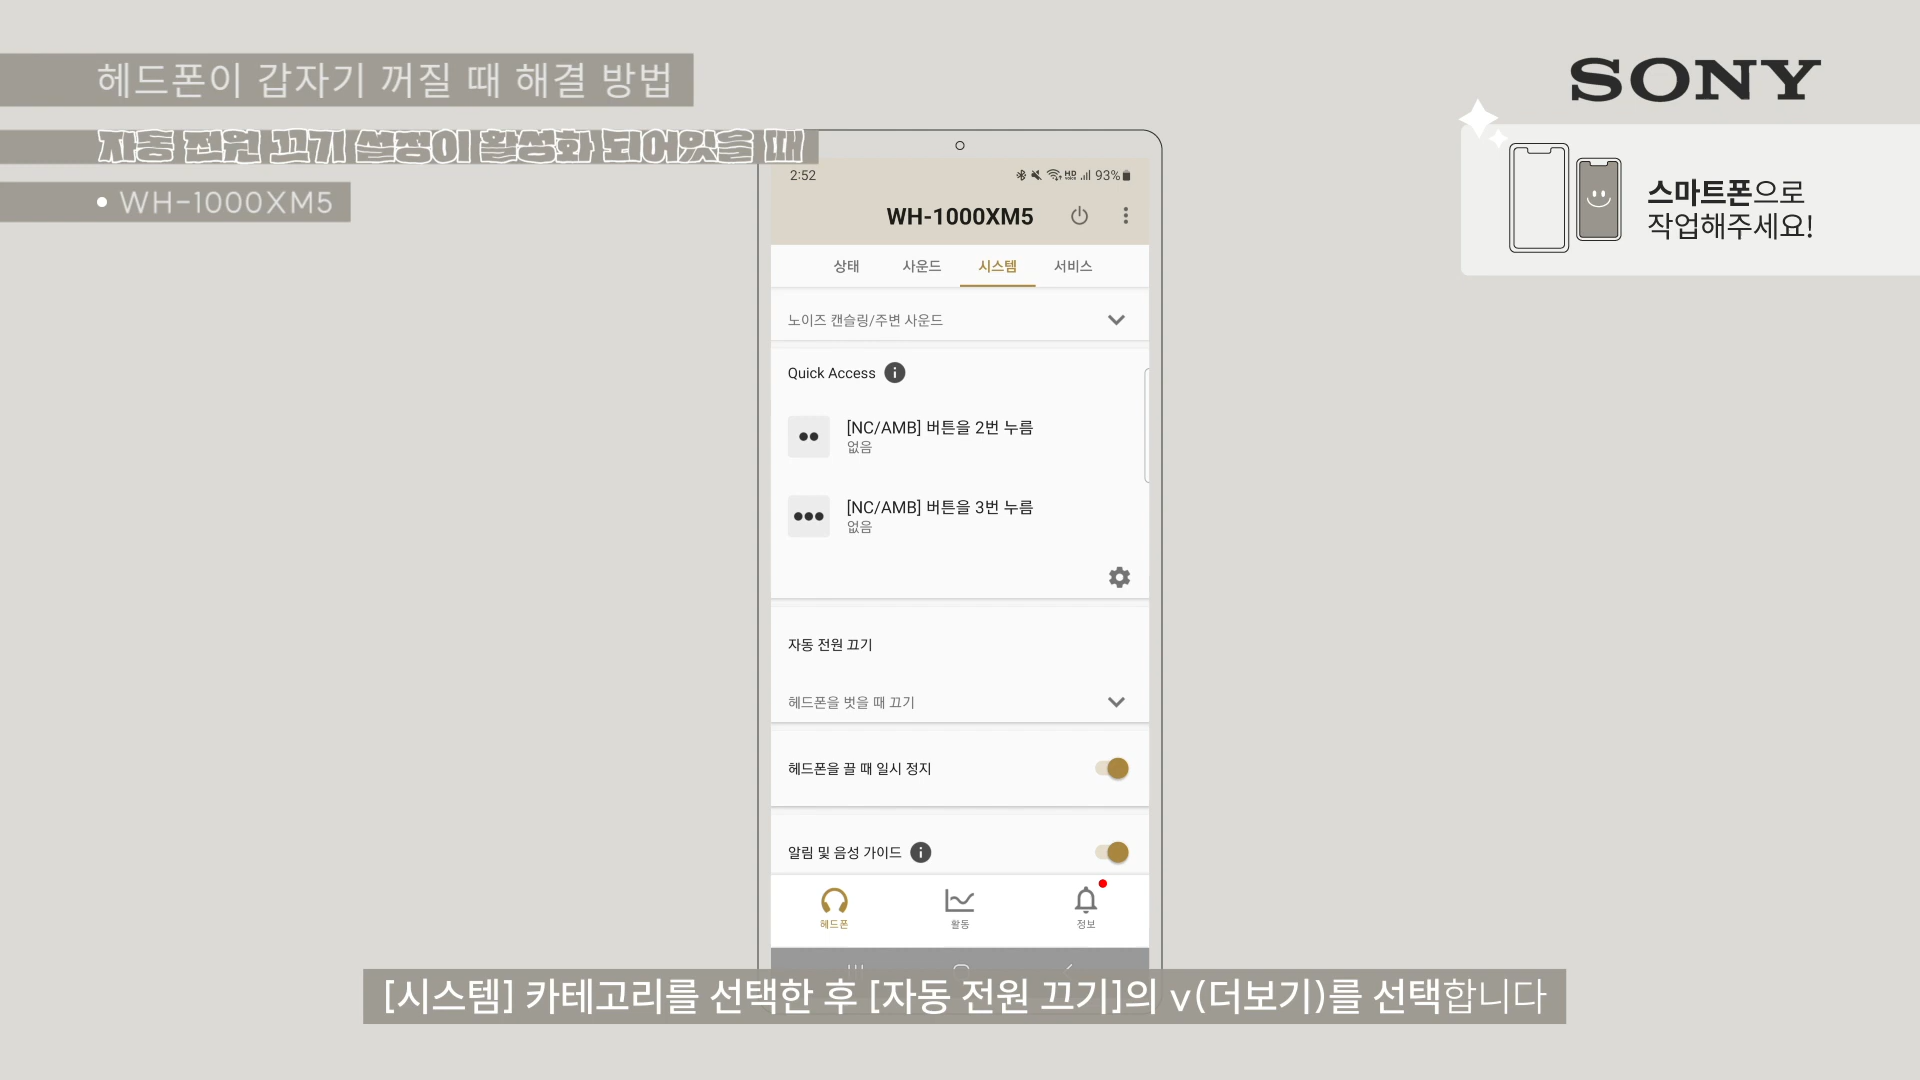 헤드폰이 갑자기 꺼질 때 해결 방법
자동 전원 끄기 설정이 활성화 되어있을 때
• WH-1000XM5
SONY
스마트폰으로
작업해주세요!
2:52
HD voice
93%
WH-1000XM5
상태 사운드 시스템 서비스
노이즈 캔슬링/주변 사운드
Quick Access
[NC/AMB] 버튼을 2번 누름
없음
[NC/AMB] 버튼을 3번 누름
없음
자동 전원 끄기
헤드폰을 벗을 때 끄기
헤드폰을 끌 때 일시 정지
알림 및 음성 가이드
헤드폰 활동 정보
[시스템] 카테고리를 선택한 후 [자동 전원 끄기]의 v(더보기)를 선택합니다